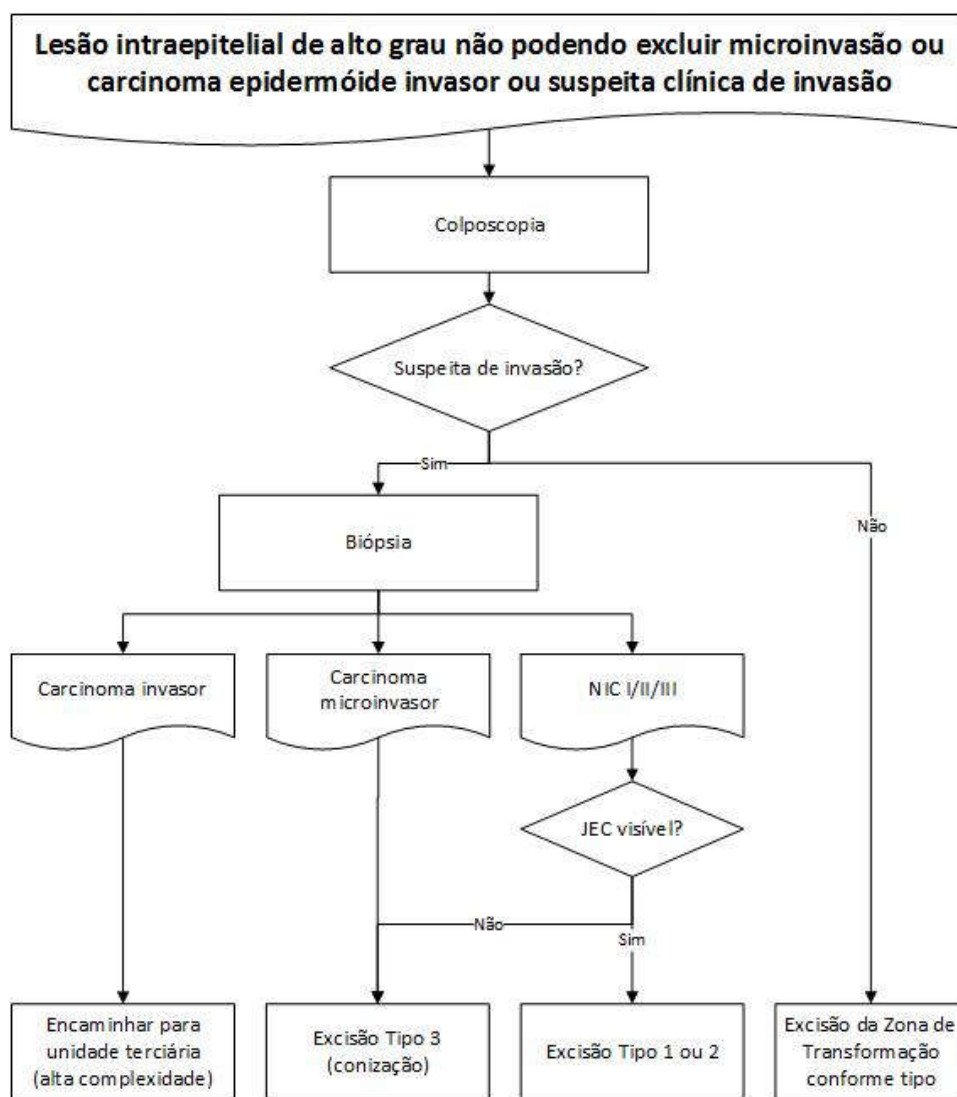 Lesão intraepitelial de alto grau não podendo excluir microinvasão ou
carcinoma epidermóide invasor ou suspeita clínica de invasão
Colposcopia
Suspeita de invasão?
Sim
Não
Biópsia
Carcinoma invasor
Carcinoma
microinvasor
NIC I/II/III
JEC visível?
Não
Sim
Encaminhar para
unidade terciária
(alta complexidade)
Excisão Tipo 3
(conização)
Excisão Tipo 1 ou 2
Excisão da Zona de
Transformação
conforme tipo